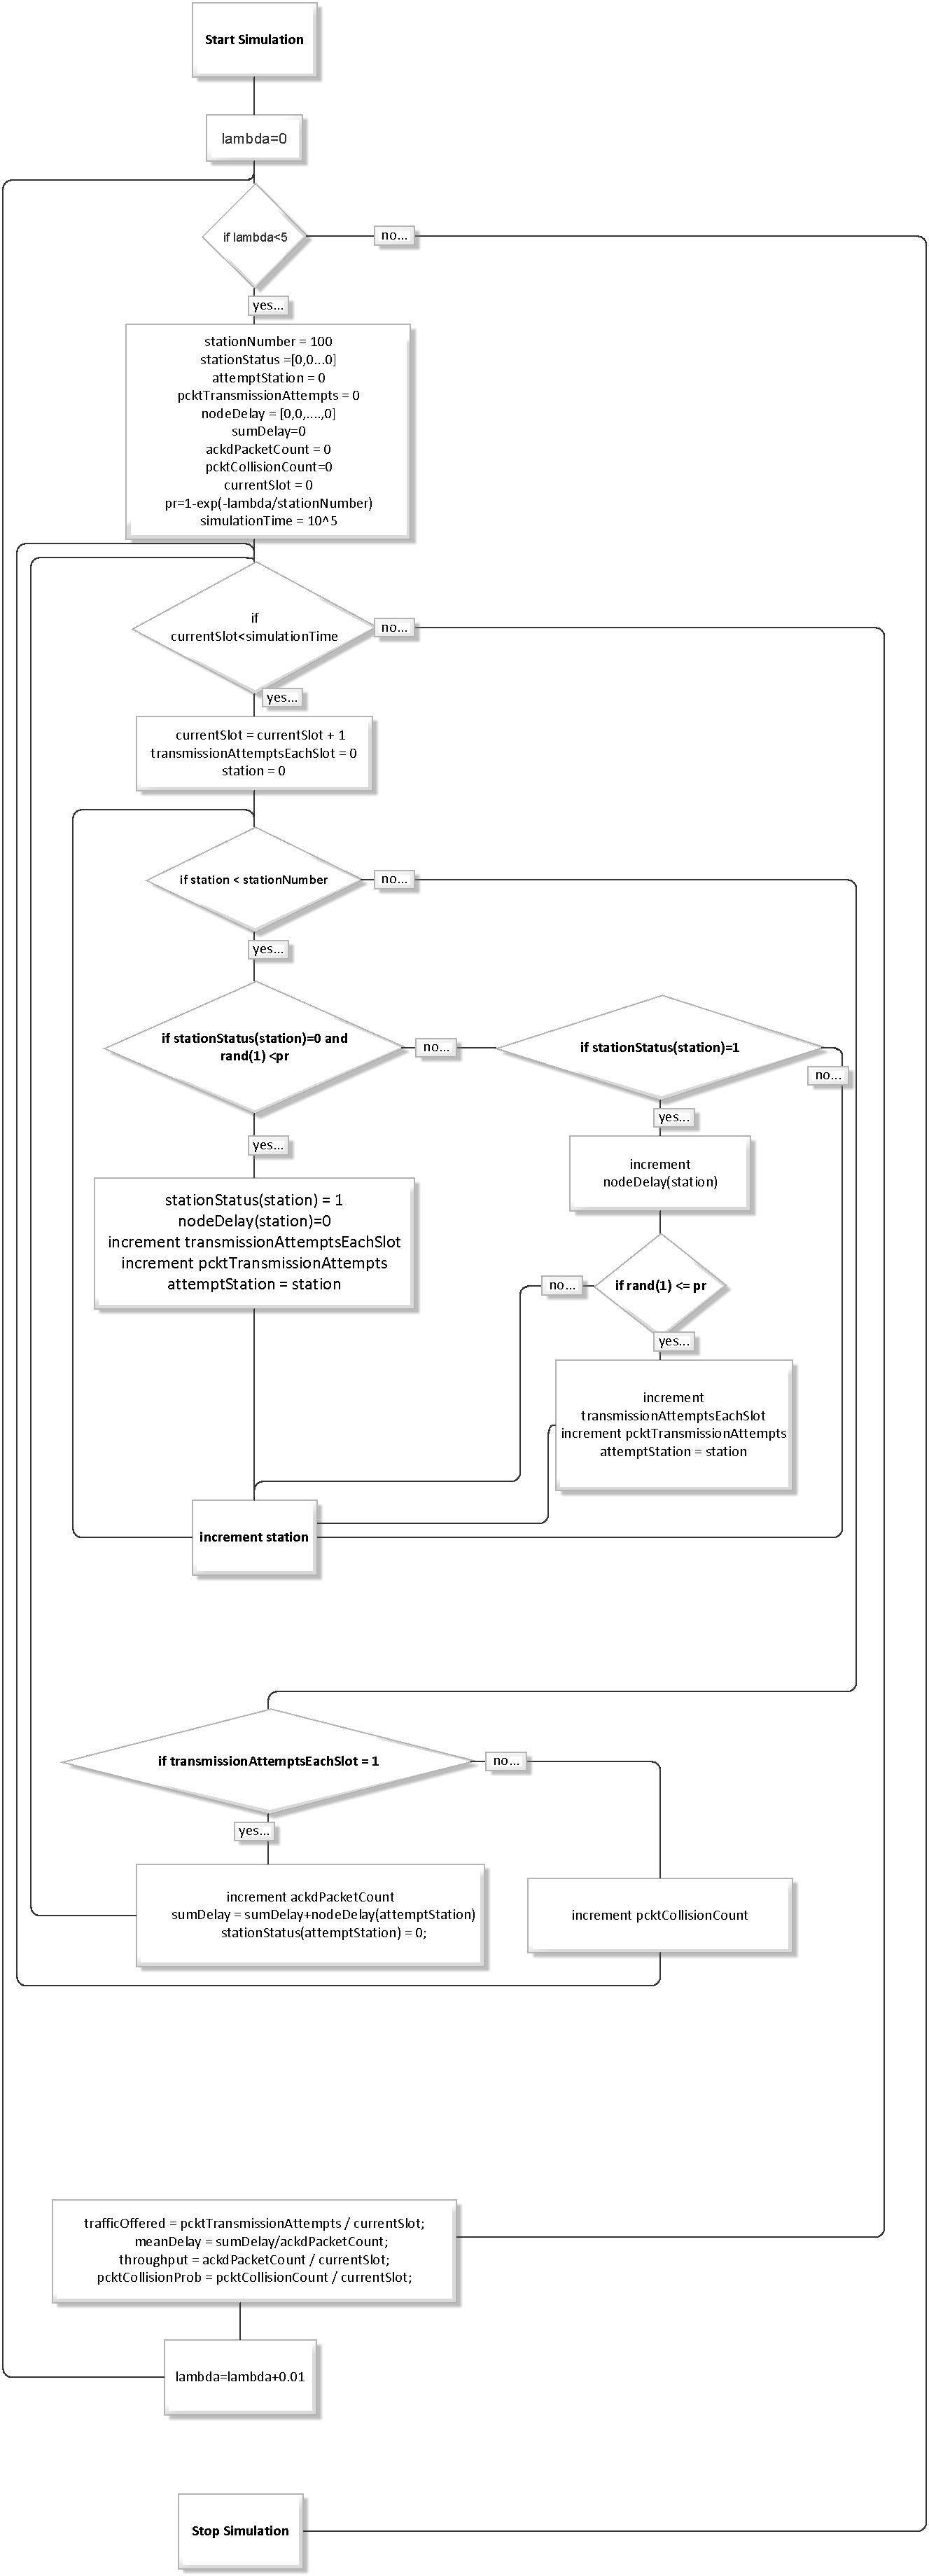 Start Simulation
lambda=0
if lambda<5
no...
yes...
stationNumber = 100
stationStatus =[0,0...0]
attemptStation = 0
pcktTransmissionAttempts = 0
nodeDelay = [0,0,....,0]
sumDelay=0
ackdPacketCount = 0
pcktCollisionCount=0
currentSlot = 0
pr=1-exp(-lambda/stationNumber)
simulationTime = 10^5
if
currentSlot<simulationTime
no...
yes...
currentSlot = currentSlot + 1
transmissionAttemptsEachSlot = 0
station = 0
if station < stationNumber
no...
yes...
if stationStatus(station)=0 and
rand(1) <pr
no...
if stationStatus(station)=1
no...
yes...
yes...
increment
nodeDelay(station)
stationStatus(station) = 1
nodeDelay(station)=0
increment transmissionAttemptsEachSlot
increment pcktTransmissionAttempts
attemptStation = station
if rand(1) <= pr
no...
yes...
increment
transmissionAttemptsEachSlot
increment pcktTransmissionAttempts
attemptStation = station
increment station
if transmissionAttemptsEachSlot = 1
no...
yes...
increment ackdPacketCount
sumDelay = sumDelay+nodeDelay(attemptStation)
stationStatus(attemptStation) = 0;
increment pcktCollisionCount
trafficOffered = pcktTransmissionAttempts / currentSlot;
meanDelay = sumDelay/ackdPacketCount;
throughput = ackdPacketCount / currentSlot;
pcktCollisionProb = pcktCollisionCount / currentSlot;
lambda=lambda+0.01
Stop Simulation